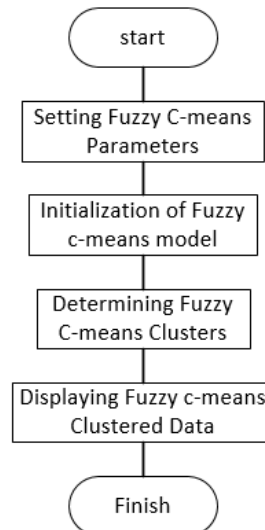 start
Setting Fuzzy C-means
Parameters
Initialization of Fuzzy
c-means model
Determining Fuzzy
C-means Clusters
Displaying Fuzzy c-means
Clustered Data
Finish